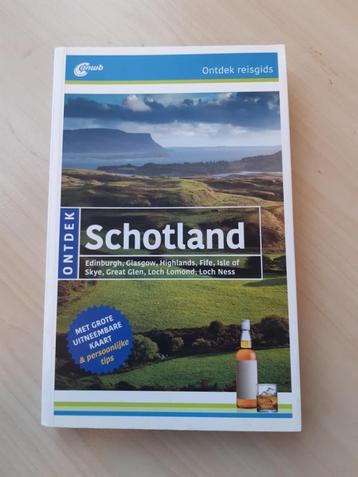 anwb
Ontdek reisgids
ONTDEK
Schotland
Edinburgh, Glasgow, Highlands, Fife, Isle of
Skye, Great Glen, Loch Lomond, Loch Ness
MET GROTE
UITNEEMBARE
KAART
& persoonlijke
tips